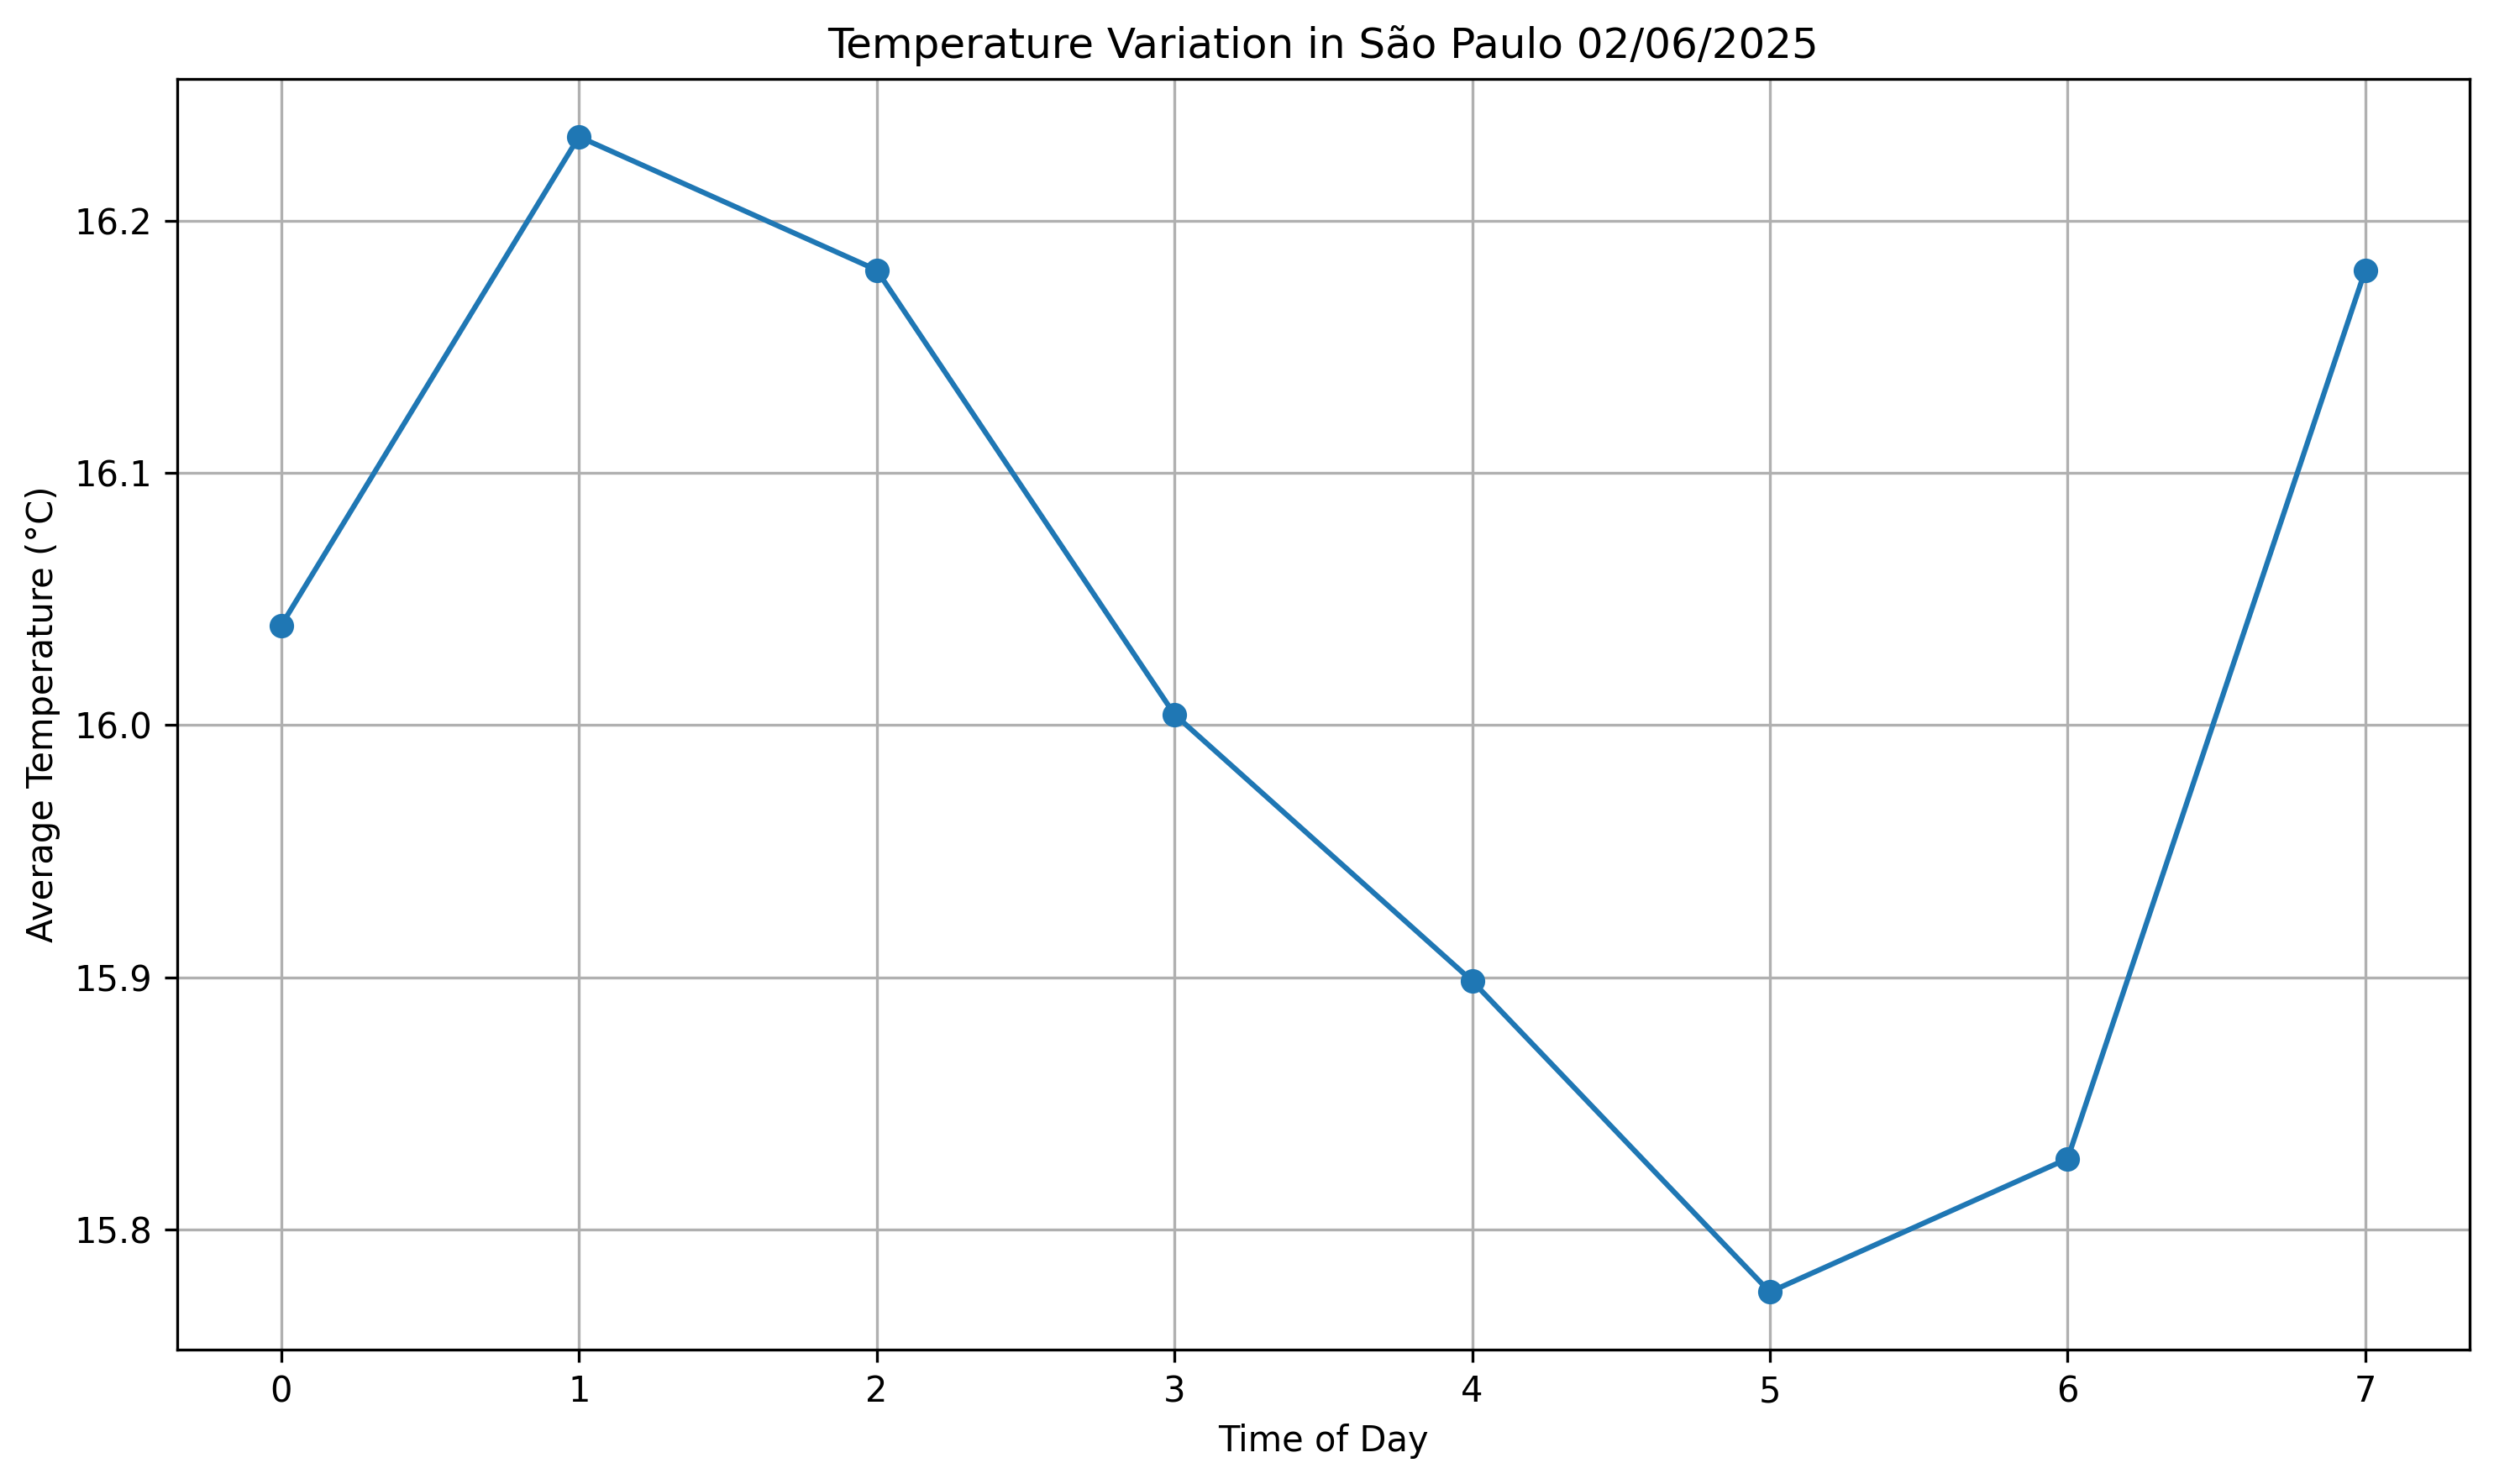 Temperature Variation in São Paulo 02/06/2025
Average Temperature (°C)
16.2
16.1
16.0
15.9
15.8
0 1 2 3 4 5 6 7
Time of Day